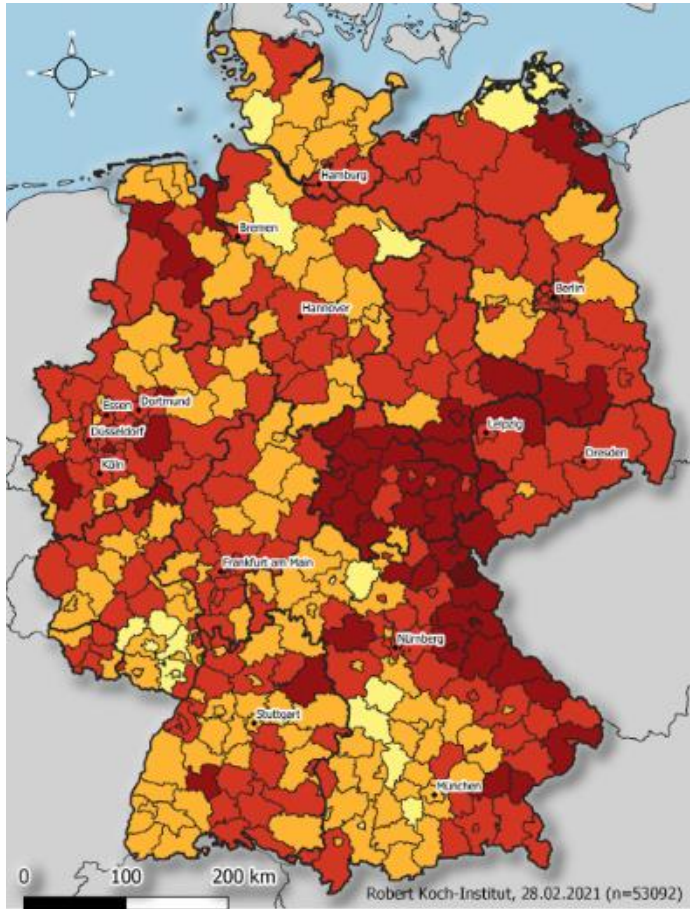 Hamburg
Bremen
Berlin
Hannover
Essen
Dortmund
Düsseldorf
Leipzig
Köln
Dresden
Frankfurt am Main
Nürnberg
Stuttgart
München
0 100 200 km
Robert Koch-Institut, 28.02.2021 (n=53092)